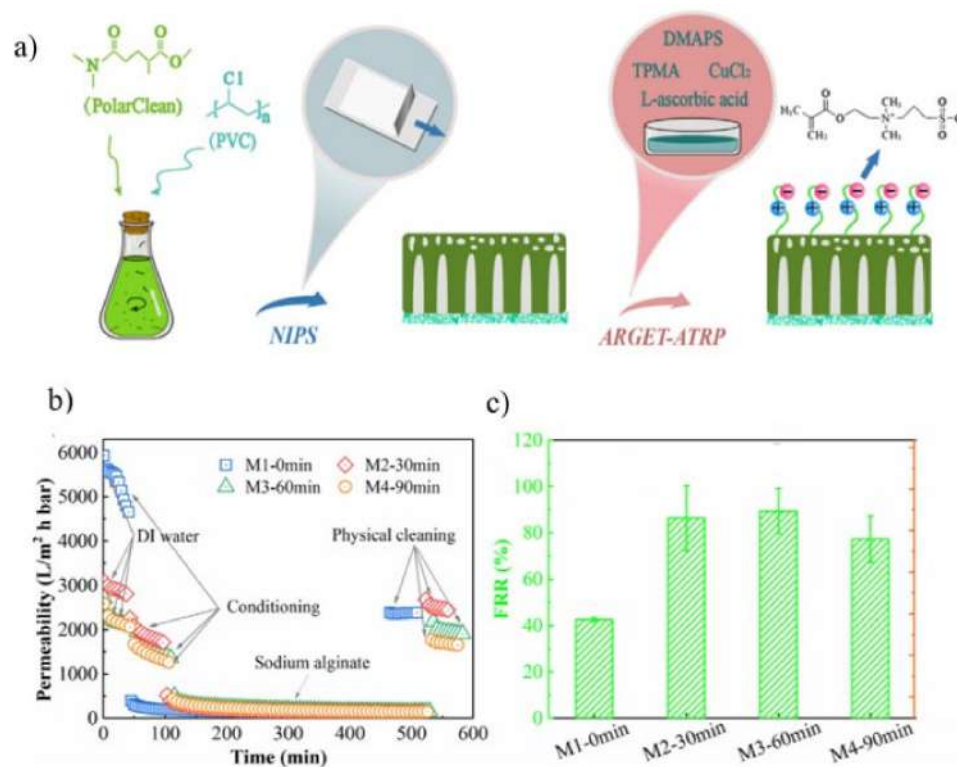 a)
O
O
N
O
(PolarClean)
Cl
n
(PVC)
NIPS
DMAPS
TPMA CuCl₂
L-ascorbic acid
ARGET-ATRP
O
O
CH₃
N⁺
CH₃
O
S
O
b)
Permeability (L/m² h bar)
6000
5000
4000
3000
2000
1000
0
M1-0min M2-30min
M3-60min M4-90min
DI water
Physical cleaning
Conditioning
Sodium alginate
0 100 200 300 400 500 600
Time (min)
c)
FRR (%)
120
100
80
60
40
20
0
M1-0min M2-30min M3-60min M4-90min